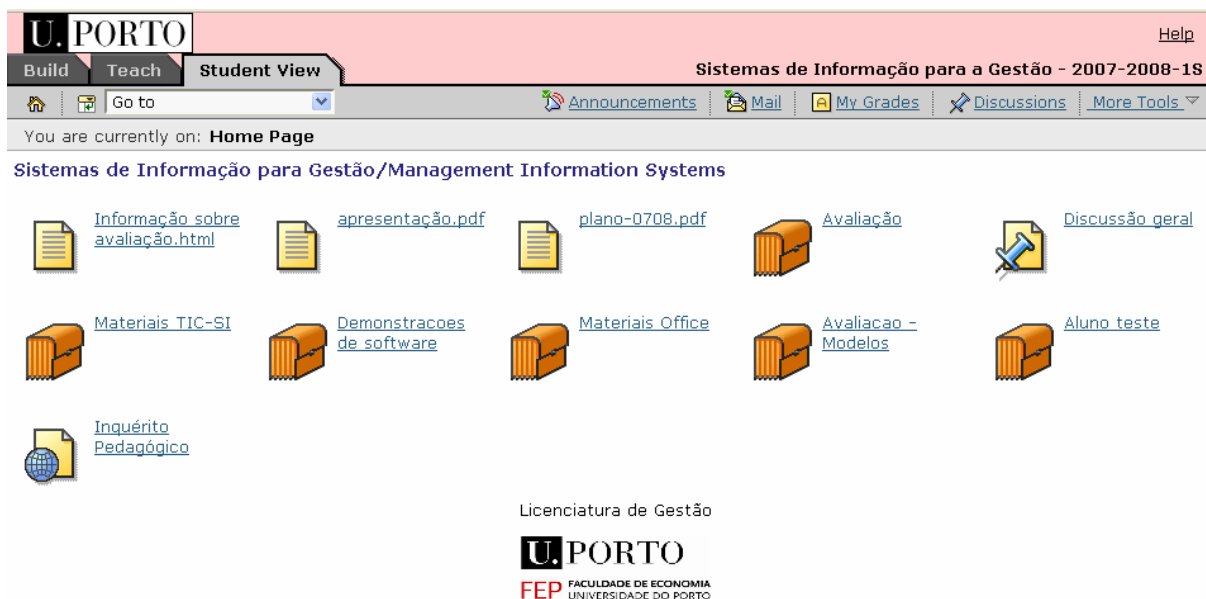 U. PORTO
Help
Build Teach Student View
Sistemas de Informação para a Gestão - 2007-2008-1S
Go to
Announcements Mail A My Grades Discussions More Tools
You are currently on: Home Page
Sistemas de Informação para Gestão/Management Information Systems
Informação sobre
avaliação.html
apresentação.pdf
plano-0708.pdf
Avaliação
Discussão geral
Materiais TIC-SI
Demonstracoes
de software
Materiais Office
Avaliacao -
Modelos
Aluno teste
Inquérito
Pedagógico
Licenciatura de Gestão
U. PORTO
FEP FACULDADE DE ECONOMIA
UNIVERSIDADE DO PORTO